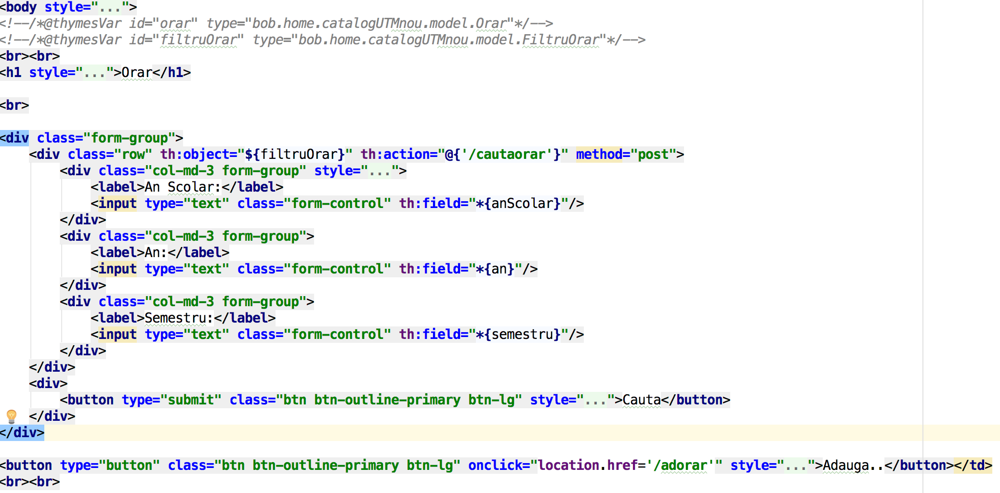 <body style="...">
<!--/*@thymesVar id="orar" type="bob.home.catalogUTMnou.model.Orar"*/-->
<!--/*@thymesVar id="filtruOrar" type="bob.home.catalogUTMnou.model.FiltruOrar"*/-->
<br><br>
<h1 style="...">Orar</h1>
<br>
<div class="form-group">
<div class="row" th:object="${filtruOrar}" th:action="@{'/cautaorar'}" method="post">
<div class="col-md-3 form-group" style="...">
<label>An Scolar:</label>
<input type="text" class="form-control" th:field="*{anScolar}"/>
</div>
<div class="col-md-3 form-group">
<label>An:</label>
<input type="text" class="form-control" th:field="*{an}"/>
</div>
<div class="col-md-3 form-group">
<label>Semestru:</label>
<input type="text" class="form-control" th:field="*{semestru}"/>
</div>
</div>
<div>
<button type="submit" class="btn btn-outline-primary btn-lg" style="...">Cauta</button>
</div>
</div>
<button type="button" class="btn btn-outline-primary btn-lg" onclick="location.href='/adorar'" style="...">Adauga..</button></td>
<br><br>